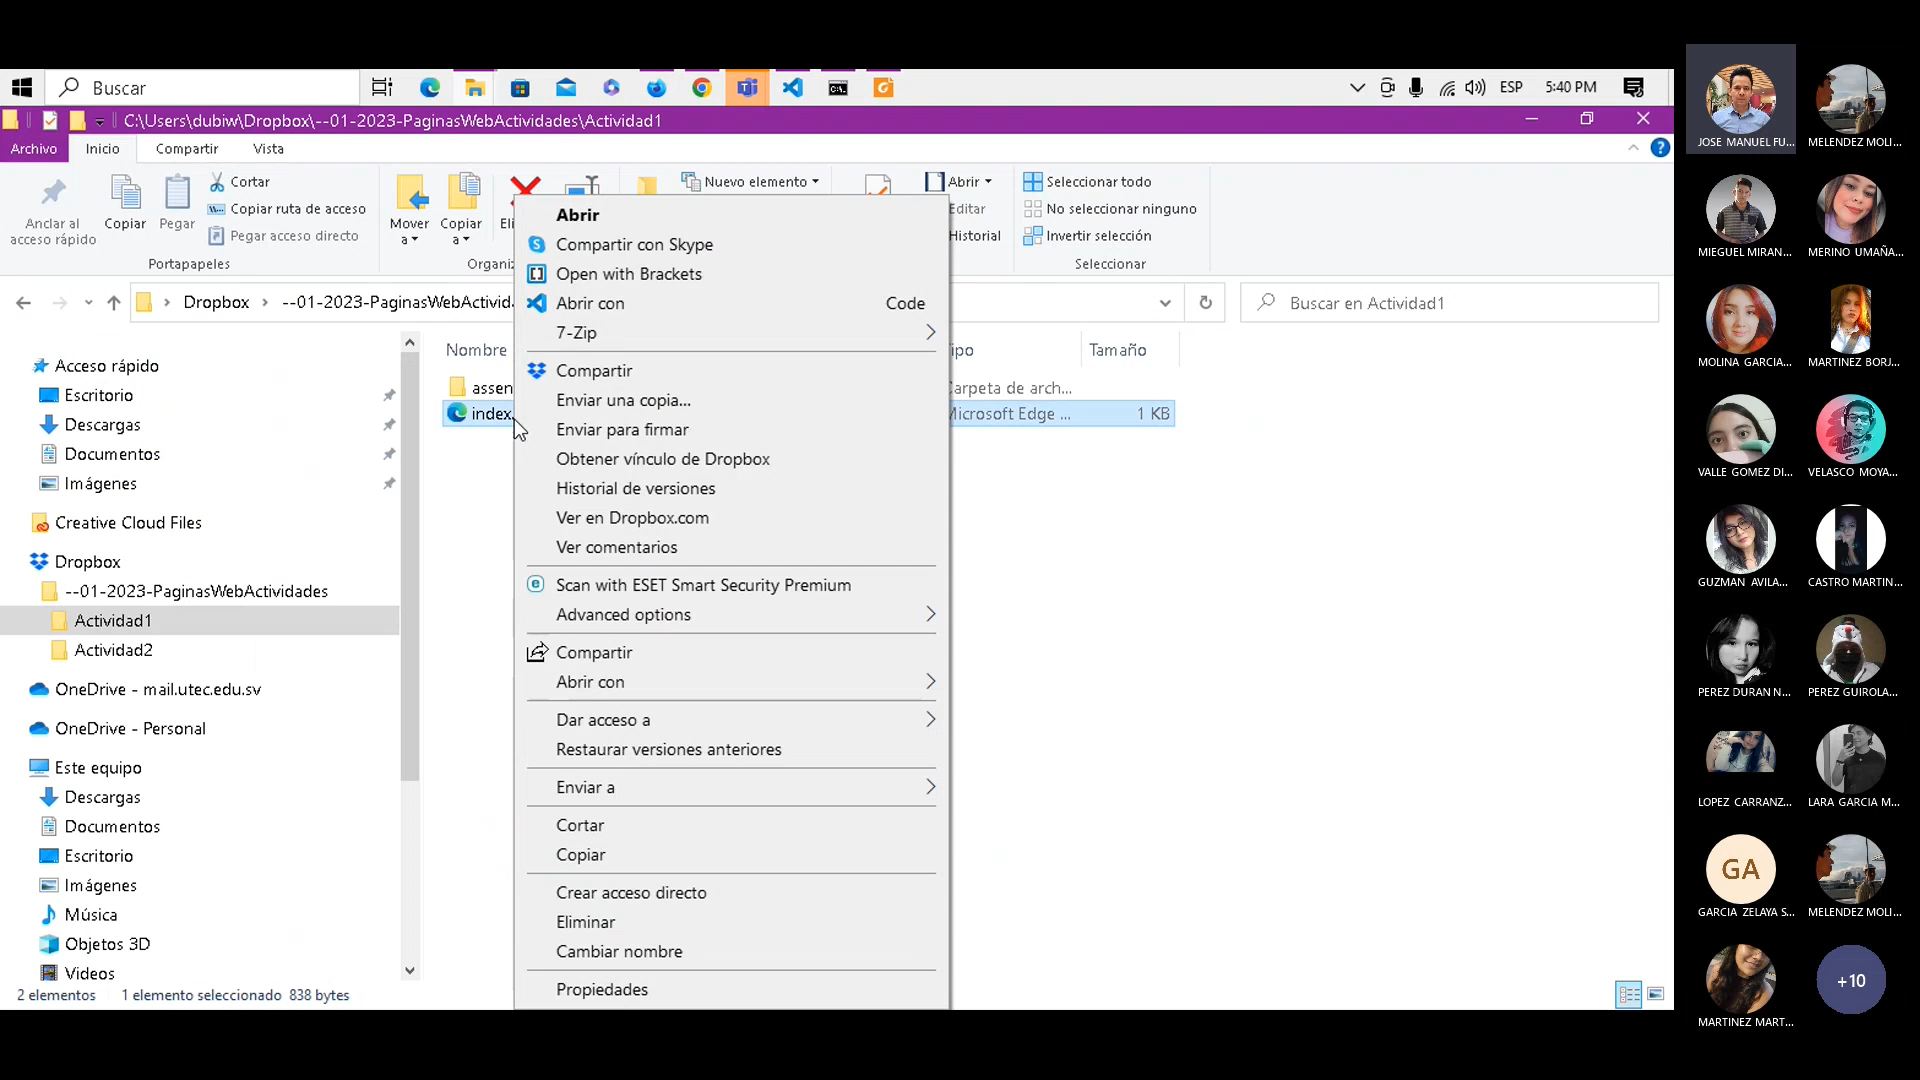 Buscar
ESP
5:40 PM
C:\Users\dubiw\Dropbox\--01-2023-PaginasWebActividades\Actividad1
Archivo
Inicio
Compartir
Vista
Anclar al
acceso rápido
Copiar
Pegar
Cortar
Copiar ruta de acceso
Pegar acceso directo
Portapapeles
Mover
a
Copiar
a
Nuevo elemento
Abrir
Editar
Historial
Seleccionar todo
No seleccionar ninguno
Invertir selección
Seleccionar
Dropbox
--01-2023-PaginasWebActivid
Buscar en Actividad1
Nombre
Tamaño
Acceso rápido
Escritorio
Descargas
Documentos
Imágenes
Creative Cloud Files
Dropbox
--01-2023-PaginasWebActividades
Actividad1
Actividad2
OneDrive - mail.utec.edu.sv
OneDrive - Personal
Este equipo
Descargas
Documentos
Escritorio
Imágenes
Música
Objetos 3D
Videos
2 elementos
1 elemento seleccionado 838 bytes
index
Carpeta de arch...
Microsoft Edge ...
1 KB
Abrir
Compartir con Skype
Open with Brackets
Abrir con
Code
7-Zip
Compartir
Enviar una copia...
Enviar para firmar
Obtener vínculo de Dropbox
Historial de versiones
Ver en Dropbox.com
Ver comentarios
Scan with ESET Smart Security Premium
Advanced options
Compartir
Abrir con
Dar acceso a
Restaurar versiones anteriores
Enviar a
Cortar
Copiar
Crear acceso directo
Eliminar
Cambiar nombre
Propiedades
JOSE MANUEL FU...
MELENDEZ MOLI...
MIEGUEL MIRAN...
MERINO UMAÑA...
MOLINA GARCIA...
MARTINEZ BORJ...
VALLE GOMEZ DI...
VELASCO MOYA...
GUZMAN AVILA...
CASTRO MARTIN...
PEREZ DURAN N...
PEREZ GUIROLA...
LOPEZ CARRANZ...
LARA GARCIA M...
GA
GARCIA ZELAYA S...
MELENDEZ MOLI...
MARTINEZ MART...
+10